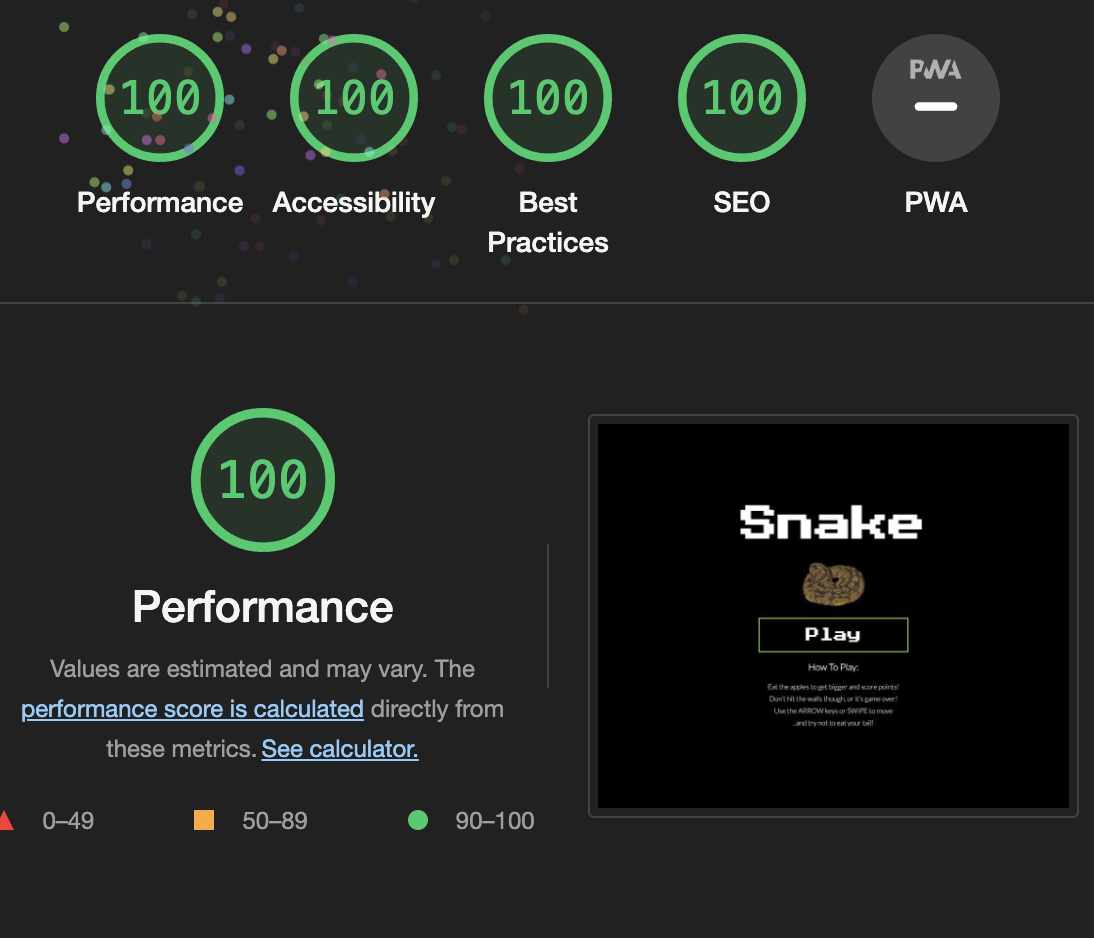 100 100 100 100 PWA
Performance Accessibility Best Practices SEO PWA
100
Performance
Values are estimated and may vary. The
performance score is calculated directly from
these metrics. See calculator.
0–49 50–89 90–100
Snake
Play
How To Play:
Eat the apples to get bigger and score points!
Don't hit the walls though, or it's game over!
Use the ARROW keys or SWIPE to move
...and try not to eat your tail!